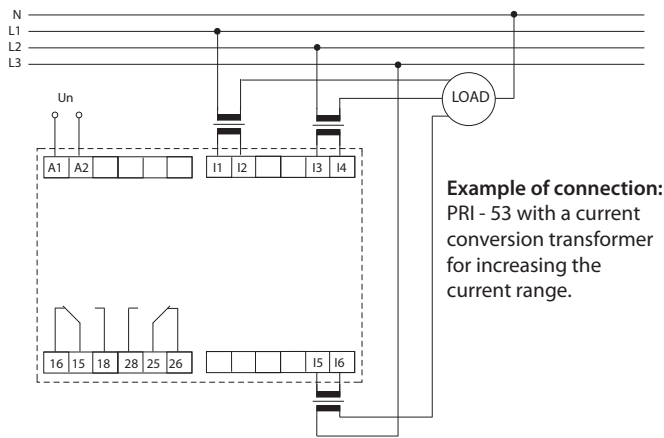 N
L1
L2
L3
Un
LOAD
A1 A2 I1 I2 I3 I4
Example of connection:
PRI - 53 with a current
conversion transformer
for increasing the
current range.
16 15 18 28 25 26 I5 I6